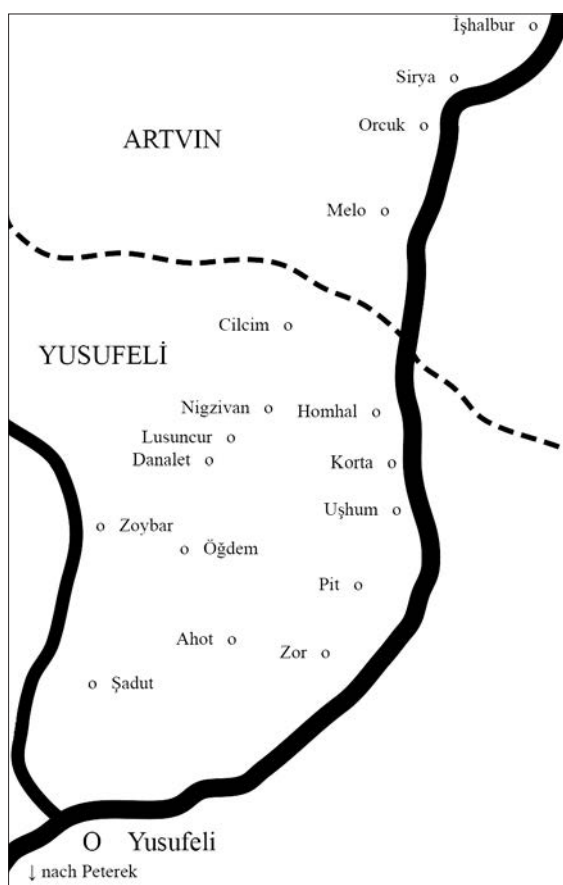 İşhalbur
Sirya
Orcuk
ARTVIN
Melo
Cilcim
YUSUFELİ
Nigzivan
Homhal
Lusuncur
Danalet
Korta
Uşhum
Zoybar
Öğdem
Pit
Ahot
Zor
Şadut
Yusufeli
↓ nach Peterek